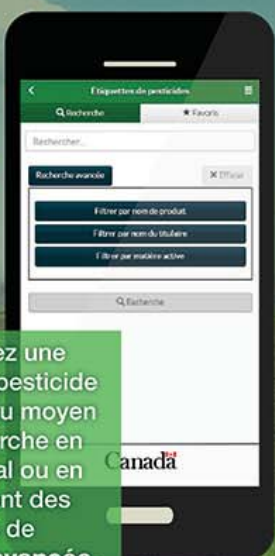 Étiquettes de pesticides
Recherche
Favoris
Rechercher...
Recherche avancée
Effacer
Filtrer par nom de produit
Filtrer par nom du titulaire
Filtrer par matière active
Recherche
ez une
pesticide
u moyen
rche en
al ou en
nt des
de
avancée
Canada